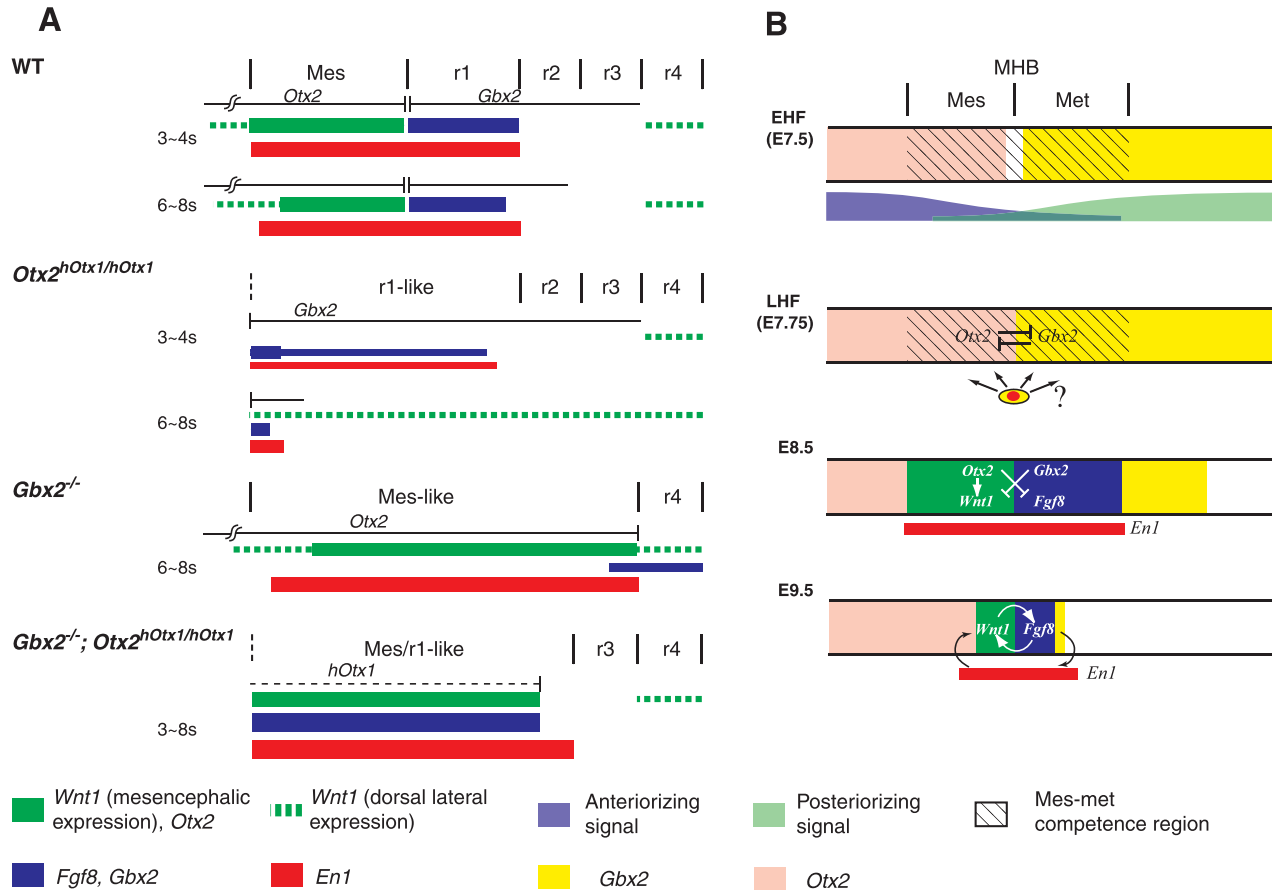 A
WT
Mes r1 r2 r3 r4
Otx2 Gbx2
3~4s
6~8s
Otx2hOtx1/hOtx1
r1-like r2 r3 r4
Gbx2
3~4s
6~8s
Gbx2-/-
Mes-like r4
Otx2
6~8s
Gbx2-/-; Otx2hOtx1/hOtx1
Mes/r1-like r3 r4
hOtx1
3~8s
B
MHB
Mes Met
EHF
(E7.5)
LHF
(E7.75)
Otx2 Gbx2
?
E8.5
Otx2 Gbx2
Wnt1 Fgf8
En1
E9.5
Wnt1 Fgf8
En1
Wnt1 (mesencephalic
expression), Otx2
Wnt1 (dorsal lateral
expression)
Anteriorizing
signal
Posteriorizing
signal
Mes-met
competence region
Fgf8, Gbx2
En1
Gbx2
Otx2